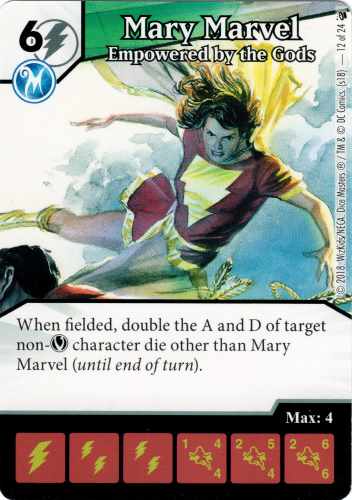 6
Mary Marvel
Empowered by the Gods
M
When fielded, double the A and D of target
non- character die other than Mary
Marvel (until end of turn).
Max: 4
1 4 4
2 5 4
2 6 6
© 2018 WizKids/NECA. Dice Masters ® / TM & © DC Comics. (s18) — 12 of 24